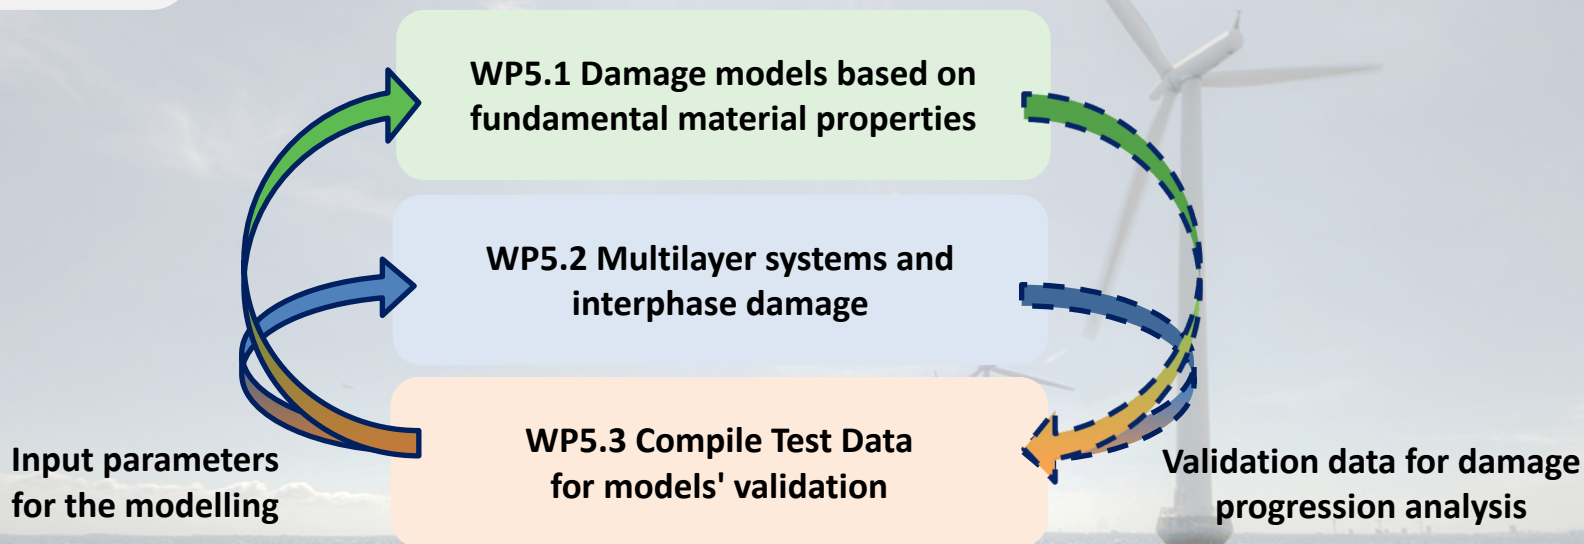 WP5.1 Damage models based on
fundamental material properties
WP5.2 Multilayer systems and
interphase damage
WP5.3 Compile Test Data
for models' validation
Input parameters
for the modelling
Validation data for damage
progression analysis